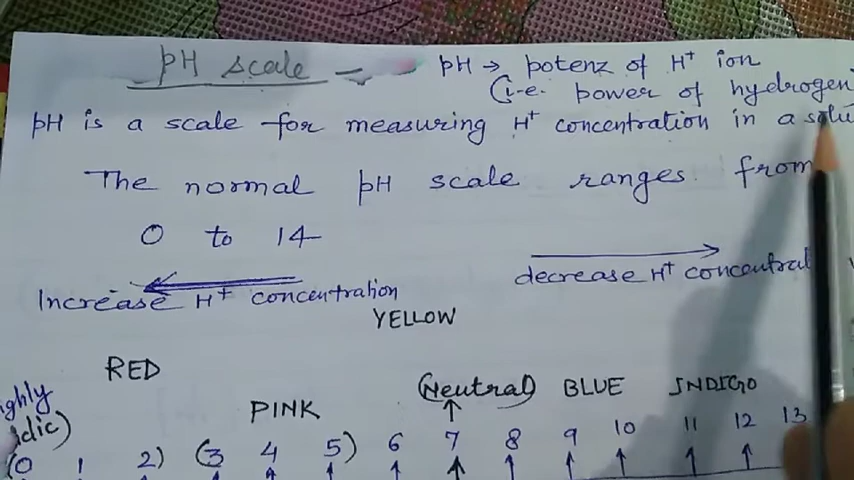 pH scale
pH → potenz of H⁺ ion
(i.e. power of hydrogen
pH is a scale for measuring H⁺ concentration in a
The normal pH scale ranges from
0 to 14
decrease H⁺
Increase H⁺ concentration
YELLOW
RED
(Neutral) BLUE INDIGO
PINK
(0 1 2) (3 4 5) 6 7 8 9 10 11 12 13